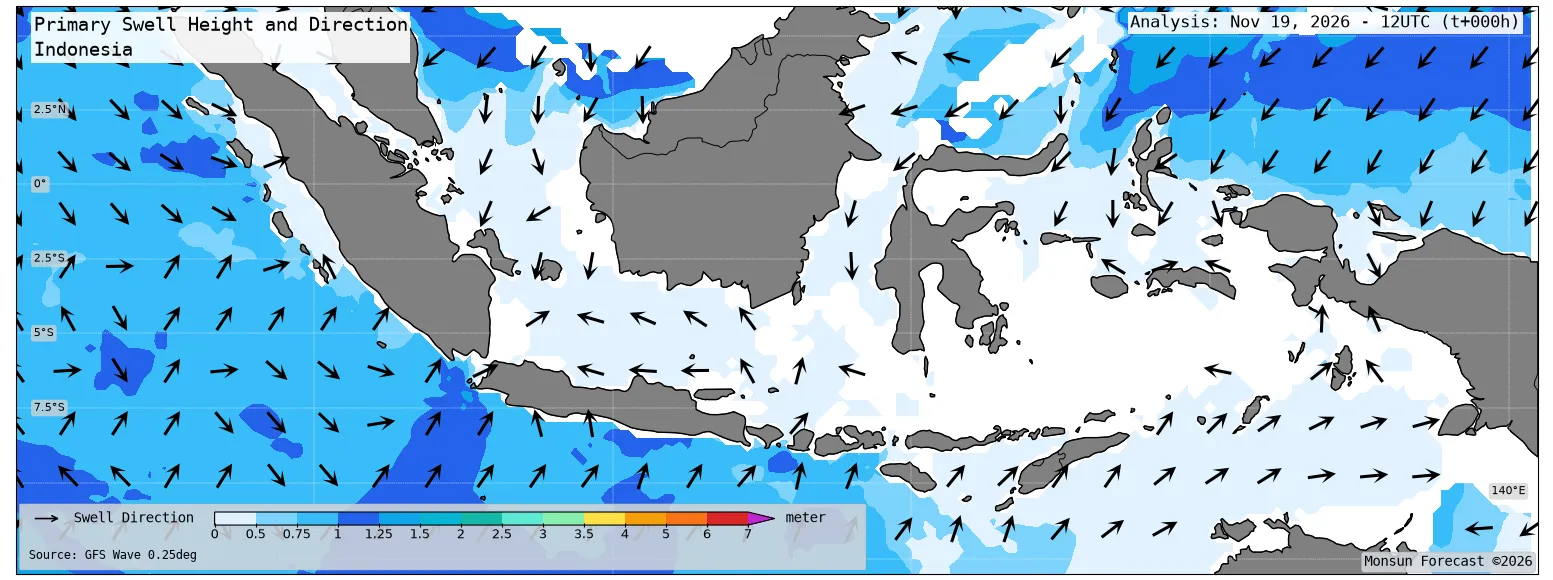 Primary Swell Height and Direction
Indonesia
Analysis: Nov 19, 2026 - 12UTC (t+000h)
2.5°N
0°
2.5°S
5°S
7.5°S
140°E
Swell Direction
meter
0 0.5 0.75 1 1.25 1.5 2 2.5 3 3.5 4 5 6 7
Source: GFS Wave 0.25deg
Monsun Forecast ©2026